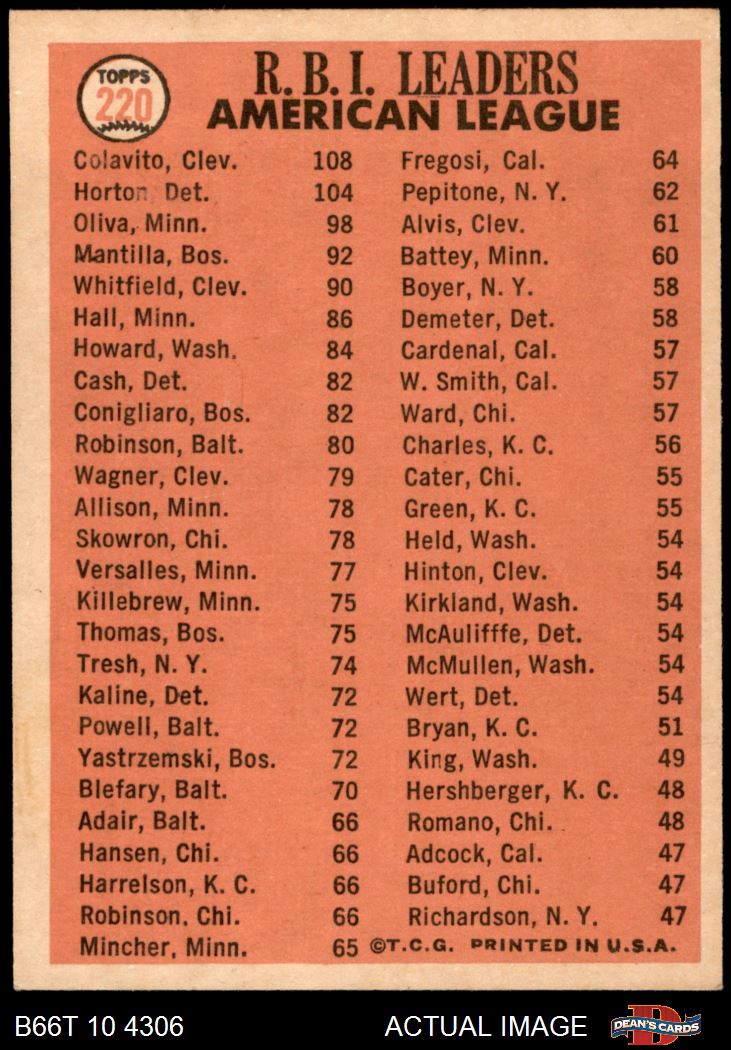 TOPPS
220
R. B. I. LEADERS
AMERICAN LEAGUE
Colavito, Clev. 108
Horton, Det. 104
Oliva, Minn. 98
Mantilla, Bos. 92
Whitfield, Clev. 90
Hall, Minn. 86
Howard, Wash. 84
Cash, Det. 82
Conigliaro, Bos. 82
Robinson, Balt. 80
Wagner, Clev. 79
Allison, Minn. 78
Skowron, Chi. 78
Versalles, Minn. 77
Killebrew, Minn. 75
Thomas, Bos. 75
Tresh, N. Y. 74
Kaline, Det. 72
Powell, Balt. 72
Yastrzemski, Bos. 72
Blefary, Balt. 70
Adair, Balt. 66
Hansen, Chi. 66
Harrelson, K. C. 66
Robinson, Chi. 66
Mincher, Minn. 65
Fregosi, Cal. 64
Pepitone, N. Y. 62
Alvis, Clev. 61
Battey, Minn. 60
Boyer, N. Y. 58
Demeter, Det. 58
Cardenal, Cal. 57
W. Smith, Cal. 57
Ward, Chi. 57
Charles, K. C. 56
Cater, Chi. 55
Green, K. C. 55
Held, Wash. 54
Hinton, Clev. 54
Kirkland, Wash. 54
McAulifffe, Det. 54
McMullen, Wash. 54
Wert, Det. 54
Bryan, K. C. 51
King, Wash. 49
Hershberger, K. C. 48
Romano, Chi. 48
Adcock, Cal. 47
Buford, Chi. 47
Richardson, N. Y. 47
©T.C.G. PRINTED IN U.S.A.
B66T 10 4306
ACTUAL IMAGE
DEAN'S CARDS